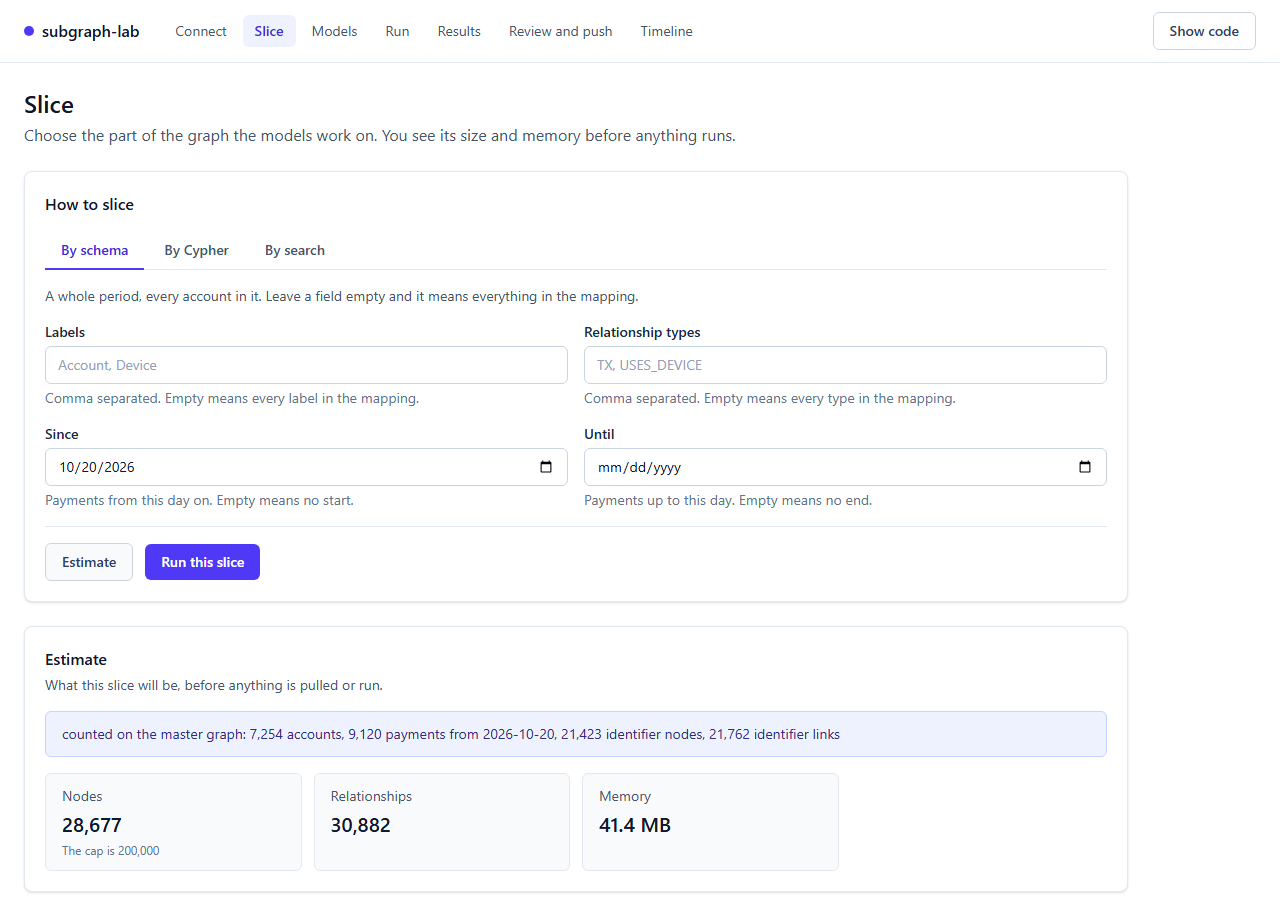 subgraph-lab Connect Slice Models Run Results Review and push Timeline Show code
Slice
Choose the part of the graph the models work on. You see its size and memory before anything runs.
How to slice
By schema By Cypher By search
A whole period, every account in it. Leave a field empty and it means everything in the mapping.
Labels Relationship types
Account, Device TX, USES_DEVICE
Comma separated. Empty means every label in the mapping. Comma separated. Empty means every type in the mapping.
Since Until
10/20/2026 mm/dd/yyyy
Payments from this day on. Empty means no start. Payments up to this day. Empty means no end.
Estimate Run this slice
Estimate
What this slice will be, before anything is pulled or run.
counted on the master graph: 7,254 accounts, 9,120 payments from 2026-10-20, 21,423 identifier nodes, 21,762 identifier links
Nodes Relationships Memory
28,677 30,882 41.4 MB
The cap is 200,000